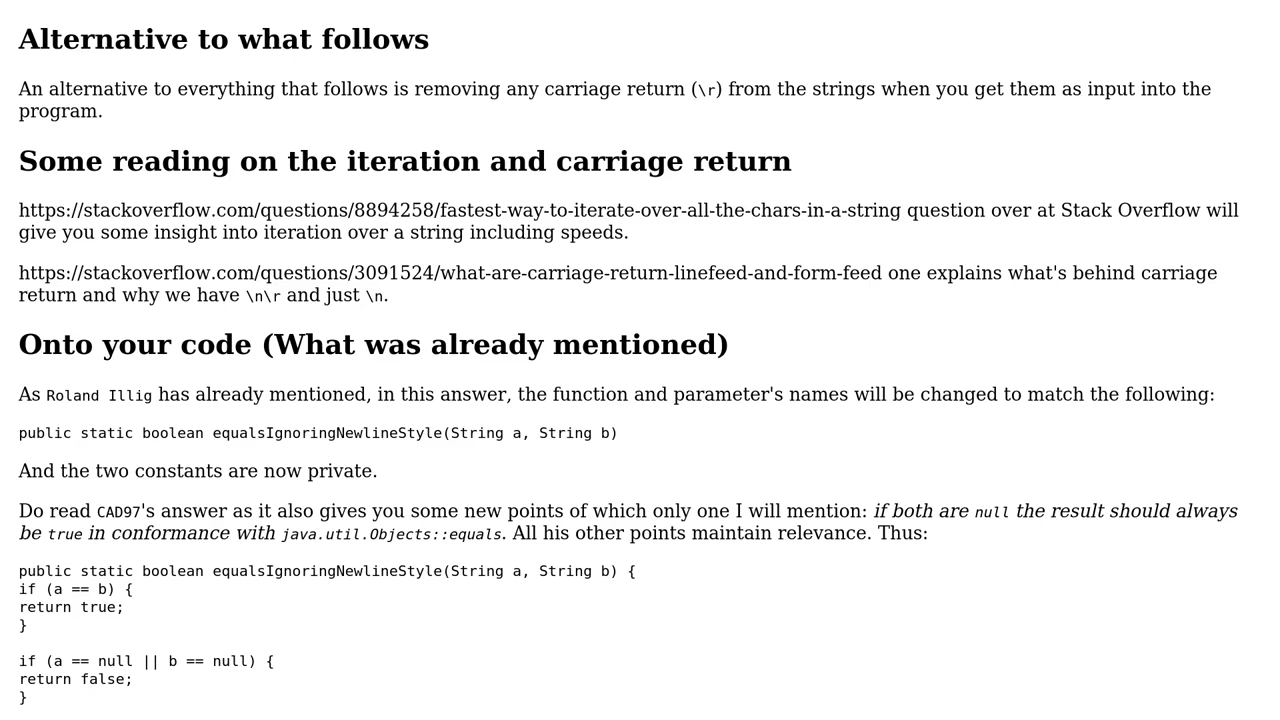 Alternative to what follows
An alternative to everything that follows is removing any carriage return (\r) from the strings when you get them as input into the
program.
Some reading on the iteration and carriage return
https://stackoverflow.com/questions/8894258/fastest-way-to-iterate-over-all-the-chars-in-a-string question over at Stack Overflow will
give you some insight into iteration over a string including speeds.
https://stackoverflow.com/questions/3091524/what-are-carriage-return-linefeed-and-form-feed one explains what's behind carriage
return and why we have \n\r and just \n.
Onto your code (What was already mentioned)
As Roland Illig has already mentioned, in this answer, the function and parameter's names will be changed to match the following:
public static boolean equalsIgnoringNewlineStyle(String a, String b)
And the two constants are now private.
Do read CAD97's answer as it also gives you some new points of which only one I will mention: if both are null the result should always
be true in conformance with java.util.Objects::equals. All his other points maintain relevance. Thus:
public static boolean equalsIgnoringNewlineStyle(String a, String b) {
if (a == b) {
return true;
}
if (a == null || b == null) {
return false;
}